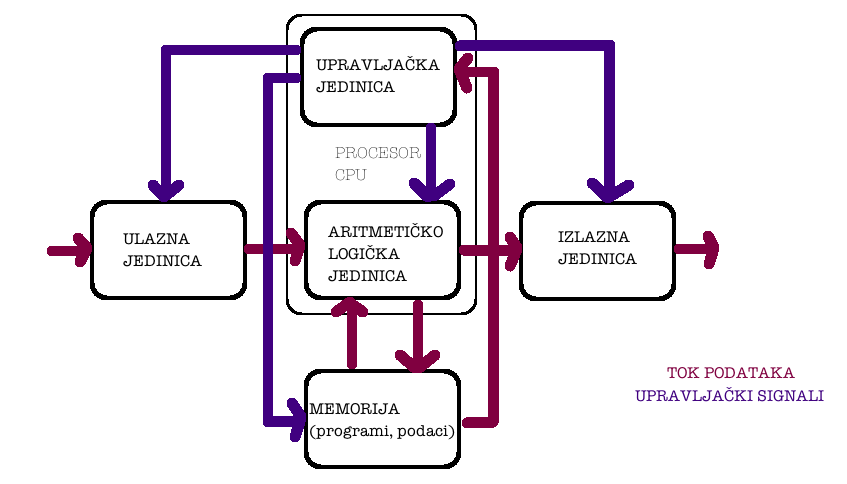 UPRAVLJAČKA
JEDINICA
PROCESOR
CPU
ULAZNA
JEDINICA
ARITMETIČKO
LOGIČKA
JEDINICA
IZLAZNA
JEDINICA
MEMORIJA
(programi, podaci)
TOK PODATAKA
UPRAVLJAČKI SIGNALI